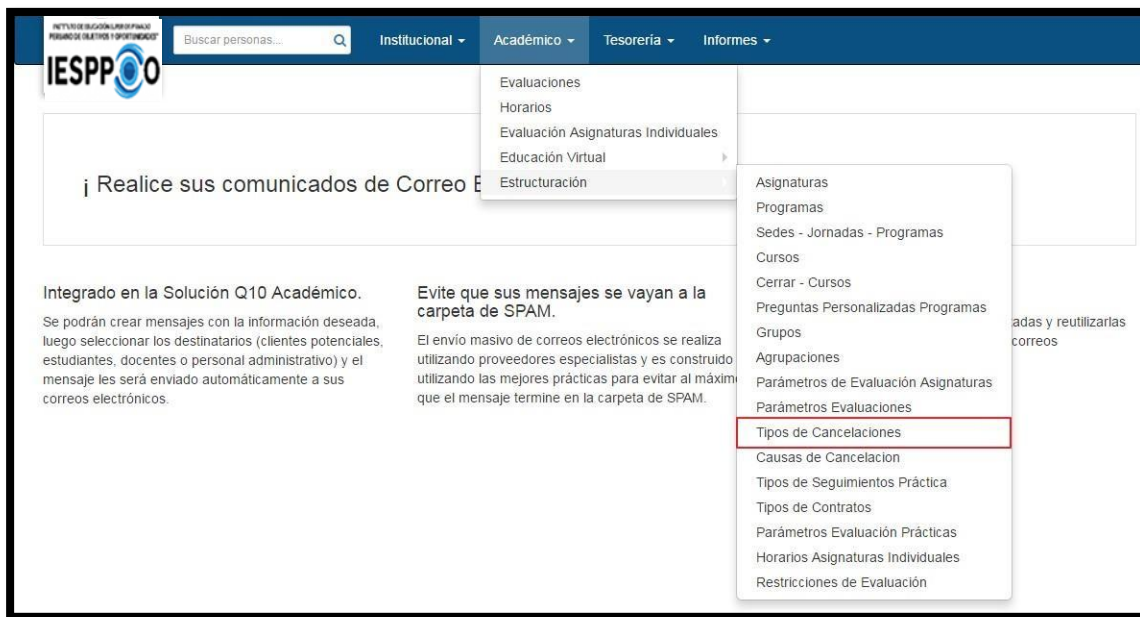 IESPP
Buscar personas...
Institucional
Académico
Tesorería
Informes
Evaluaciones
Horarios
Evaluación Asignaturas Individuales
Educación Virtual
Estructuración
¡ Realice sus comunicados de Correo E
Asignaturas
Programas
Sedes - Jornadas - Programas
Cursos
Cerrar - Cursos
Preguntas Personalizadas Programas
Grupos
Agrupaciones
Parámetros de Evaluación Asignaturas
Parámetros Evaluaciones
Tipos de Cancelaciones
Causas de Cancelacion
Tipos de Seguimientos Práctica
Tipos de Contratos
Parámetros Evaluación Prácticas
Horarios Asignaturas Individuales
Restricciones de Evaluación
Integrado en la Solución Q10 Académico.
Se podrán crear mensajes con la información deseada,
luego seleccionar los destinatarios (clientes potenciales,
estudiantes, docentes o personal administrativo) y el
mensaje les será enviado automáticamente a sus
correos electrónicos.
Evite que sus mensajes se vayan a la
carpeta de SPAM.
El envío masivo de correos electrónicos se realiza
utilizando proveedores especialistas y es construido
utilizando las mejores prácticas para evitar al máxim
que el mensaje termine en la carpeta de SPAM.
adas y reutilizarlas
correos